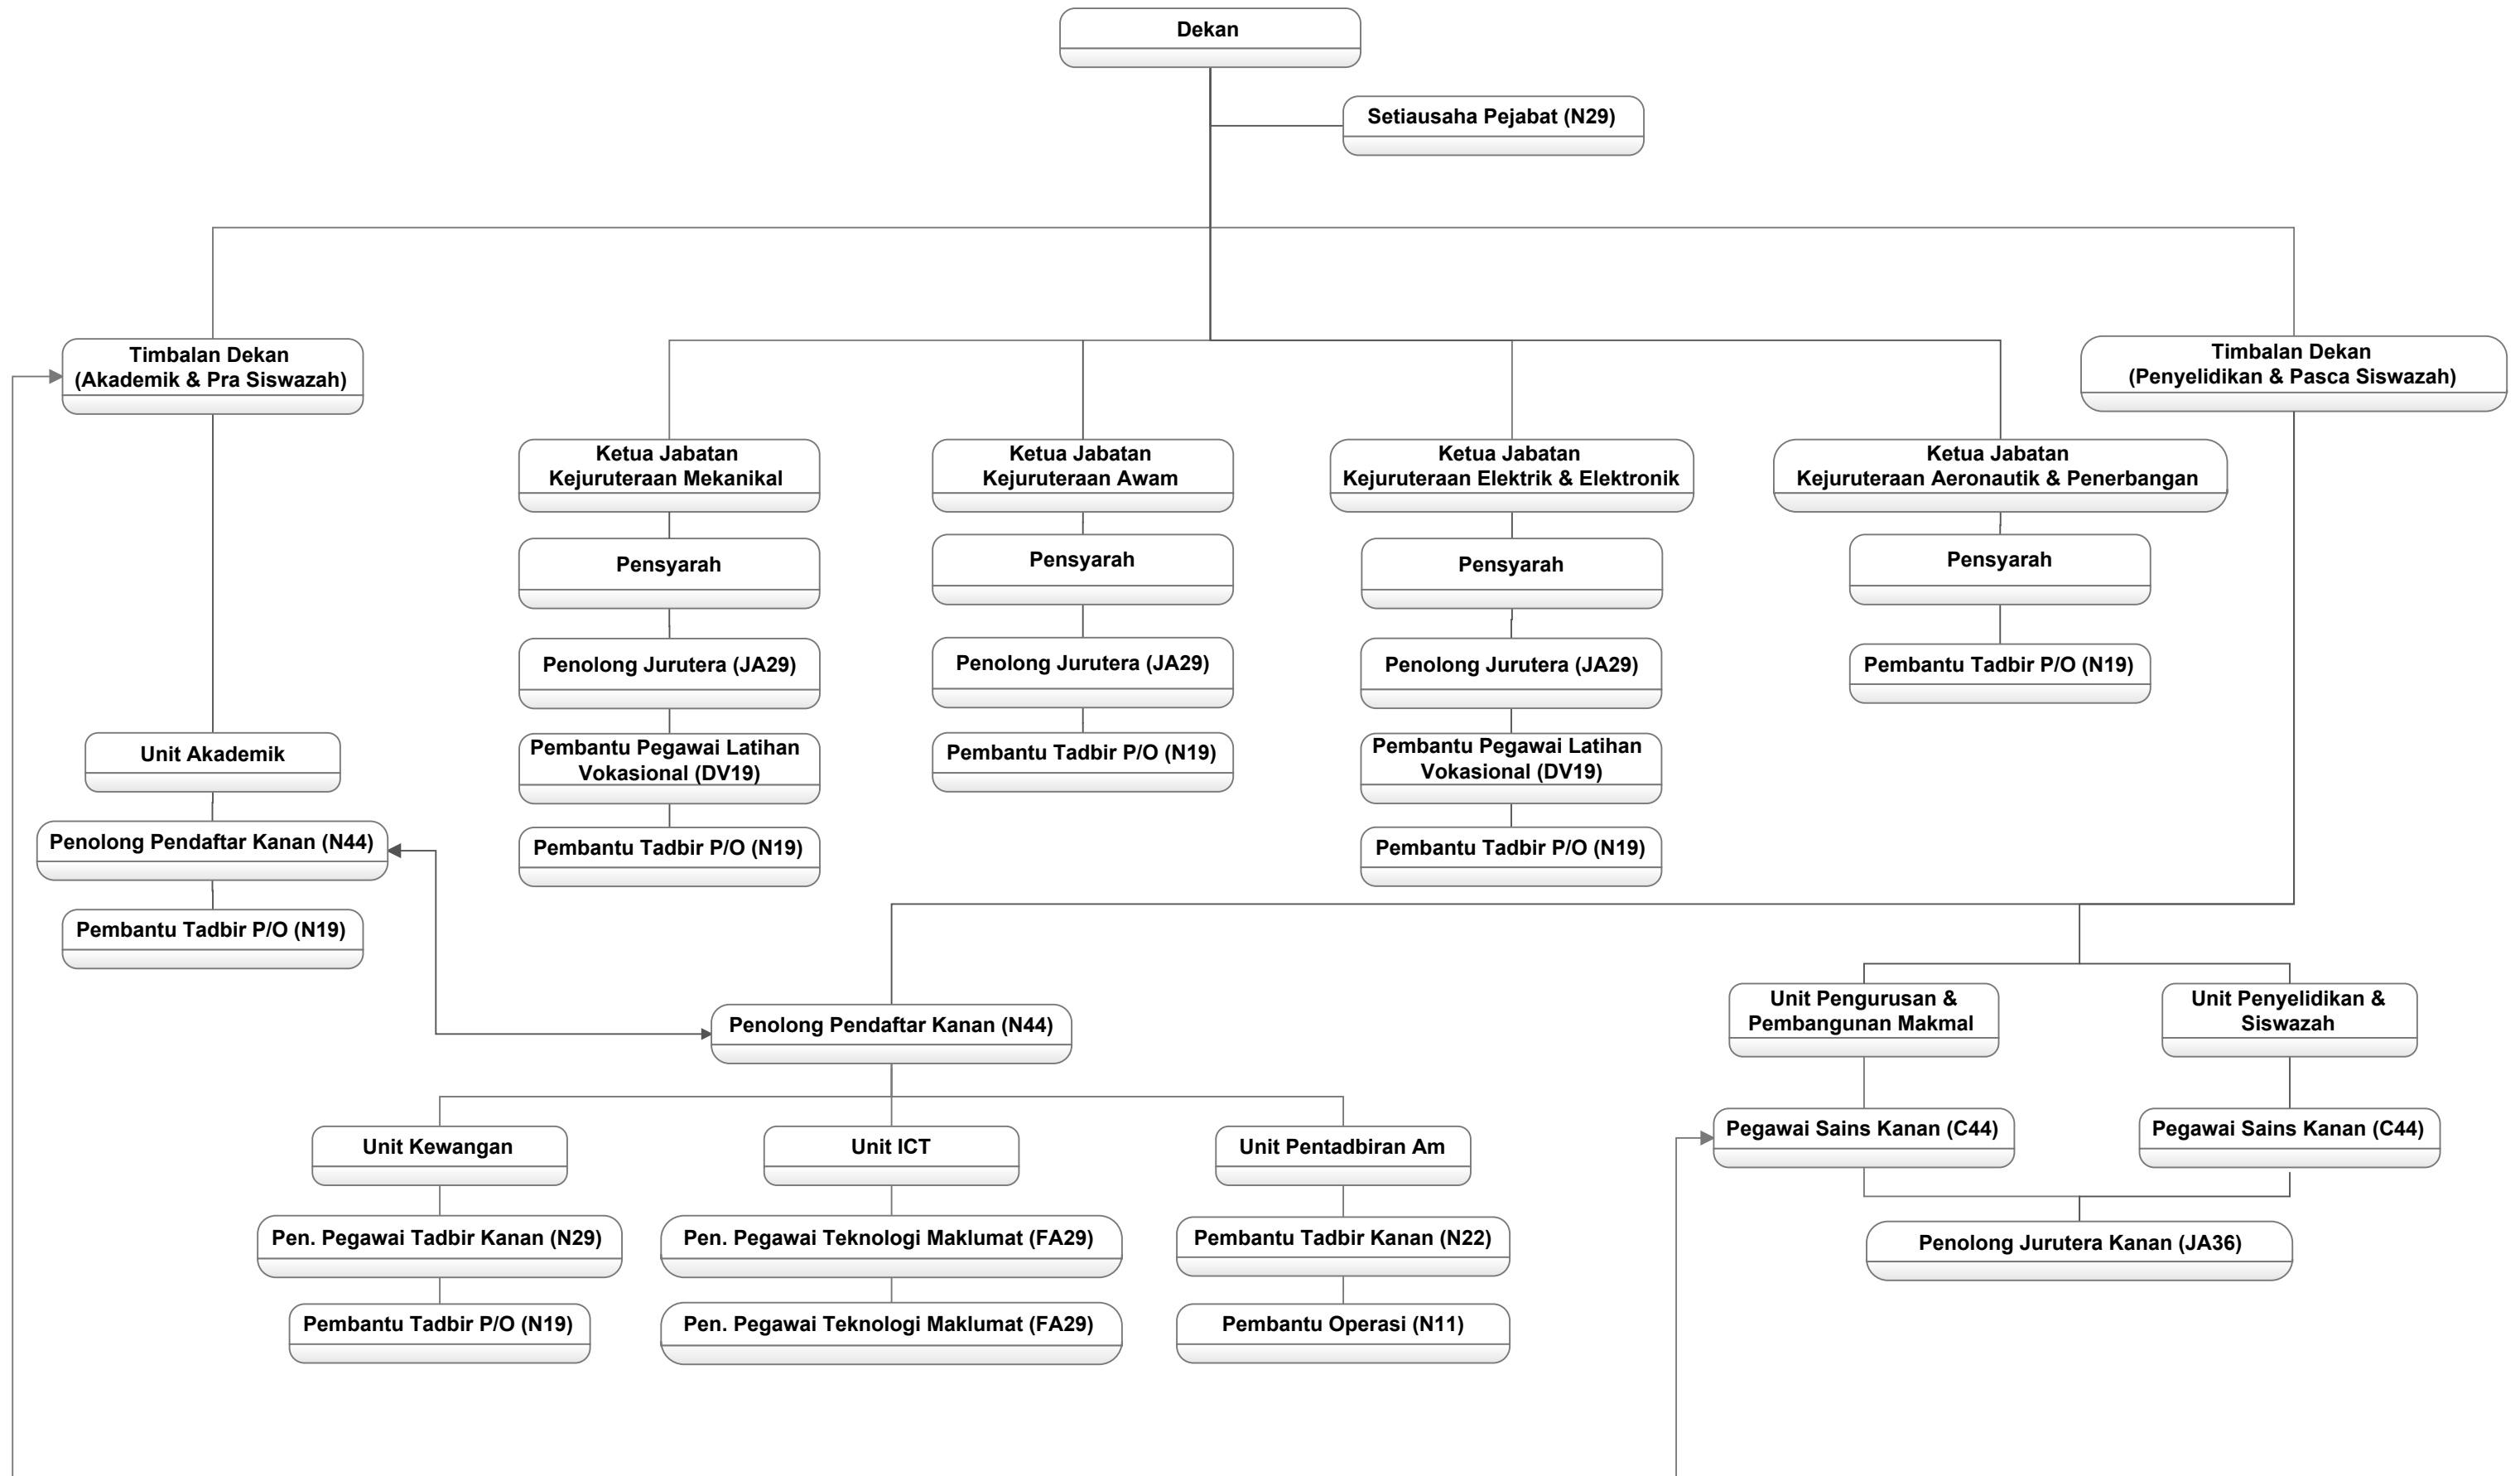 Dekan
Setiausaha Pejabat (N29)
Timbalan Dekan
(Akademik & Pra Siswazah)
Timbalan Dekan
(Penyelidikan & Pasca Siswazah)
Ketua Jabatan
Kejuruteraan Mekanikal
Ketua Jabatan
Kejuruteraan Awam
Ketua Jabatan
Kejuruteraan Elektrik & Elektronik
Ketua Jabatan
Kejuruteraan Aeronautik & Penerbangan
Pensyarah
Pensyarah
Pensyarah
Pensyarah
Penolong Jurutera (JA29)
Penolong Jurutera (JA29)
Penolong Jurutera (JA29)
Pembantu Tadbir P/O (N19)
Unit Akademik
Pembantu Pegawai Latihan
Vokasional (DV19)
Pembantu Tadbir P/O (N19)
Pembantu Pegawai Latihan
Vokasional (DV19)
Penolong Pendaftar Kanan (N44)
Pembantu Tadbir P/O (N19)
Pembantu Tadbir P/O (N19)
Pembantu Tadbir P/O (N19)
Penolong Pendaftar Kanan (N44)
Unit Pengurusan &
Pembangunan Makmal
Unit Penyelidikan &
Siswazah
Unit Kewangan
Unit ICT
Unit Pentadbiran Am
Pegawai Sains Kanan (C44)
Pegawai Sains Kanan (C44)
Pen. Pegawai Tadbir Kanan (N29)
Pen. Pegawai Teknologi Maklumat (FA29)
Pembantu Tadbir Kanan (N22)
Penolong Jurutera Kanan (JA36)
Pembantu Tadbir P/O (N19)
Pen. Pegawai Teknologi Maklumat (FA29)
Pembantu Operasi (N11)